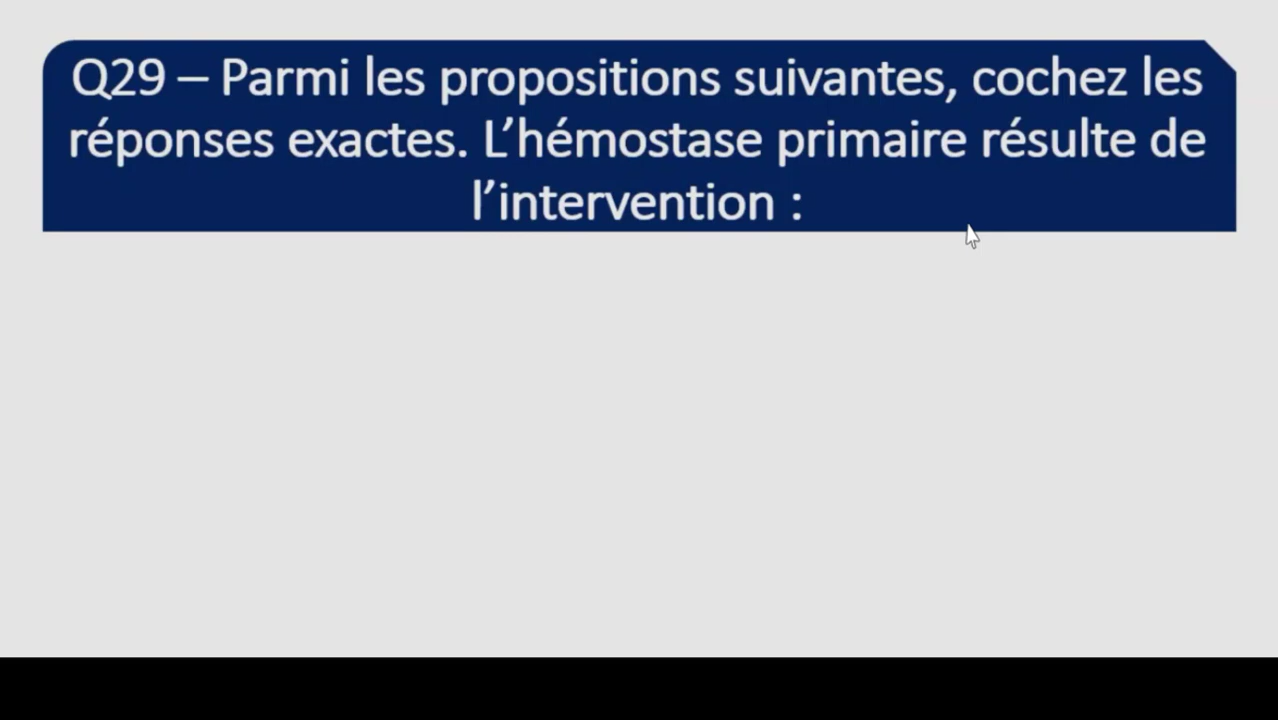 Q29 – Parmi les propositions suivantes, cochez les
réponses exactes. L’hémostase primaire résulte de
l’intervention :